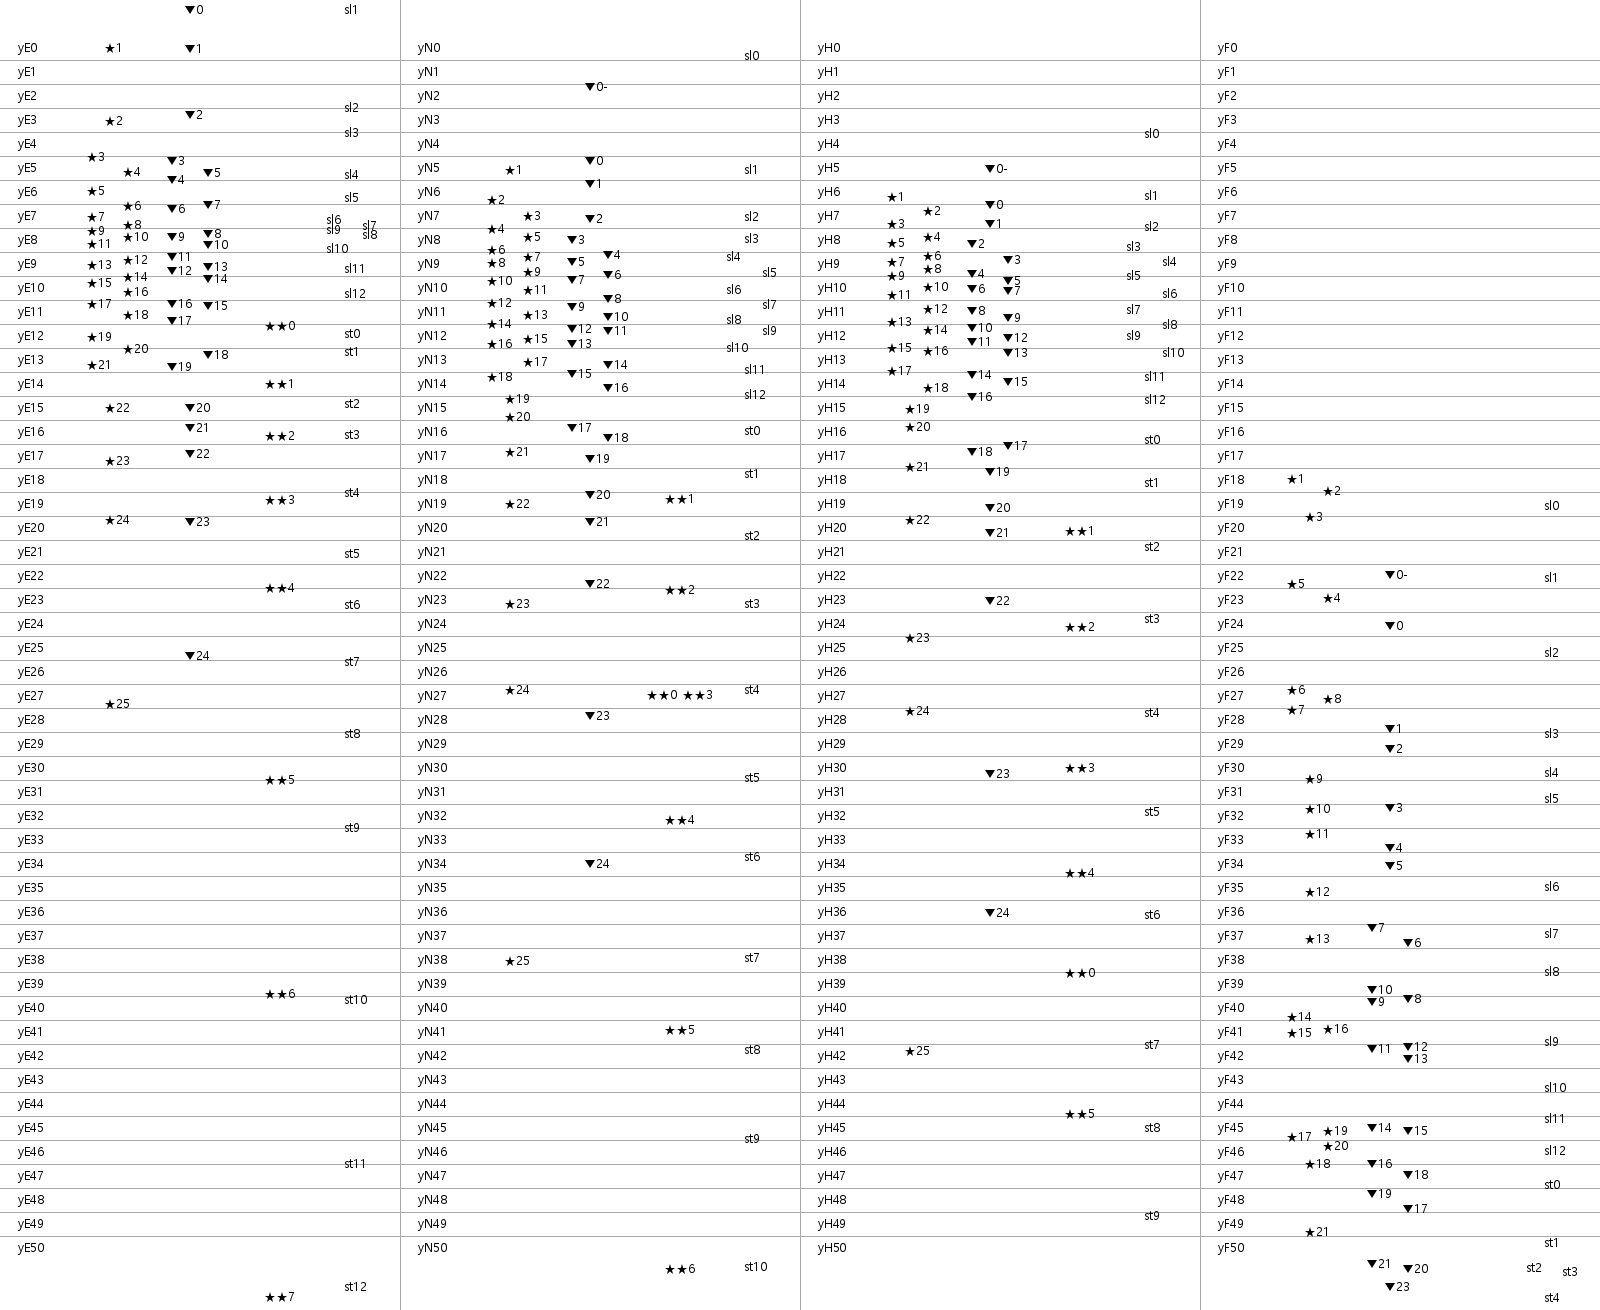 ▼0 sl1
yE0 ★1 ▼1
yE1
yE2 sl2
yE3 ★2 ▼2
sl3
yE4
★3 ▼3
yE5 ★4 ▼4 ▼5 sl4
yE6 ★5 sl5
★6 ▼6 ▼7
yE7 ★7 sl6
★8 sl7
★9 sl9
yE8 ★10 ▼9 ▼8 sl8
★11 ▼10 sl10
★12 ▼11
yE9 ★13 ▼12 ▼13 sl11
★14 ▼14
yE10 ★15
★16 sl12
yE11 ★17 ▼16 ▼15
★18 ▼17
★★0
yE12 ★19 st0
★20 ▼18 st1
yE13 ★21 ▼19
yE14 ★★1
yE15 ★22 ▼20 st2
yE16 ▼21 ★★2 st3
yE17 ★23 ▼22
yE18
yE19 ★★3 st4
yE20 ★24 ▼23
yE21 st5
yE22
★★4
yE23 st6
yE24
yE25 ▼24
yE26 st7
yE27
★25
yE28
st8
yE29
yE30
★★5
yE31
yE32
st9
yE33
yE34
yE35
yE36
yE37
yE38
yE39
★★6 st10
yE40
yE41
yE42
yE43
yE44
yE45
yE46
st11
yE47
yE48
yE49
yE50
★★7 st12
yN0 sl0
yN1
▼0-
yN2
yN3
yN4
▼0
yN5 ★1 sl1
▼1
yN6 ★2
yN7 ★3 ▼2 sl2
★4
yN8 ★5 ▼3 sl3
★6 ▼4
★7 sl4
yN9 ★8 ▼5
★9 ▼6 sl5
★10 ▼7
yN10 ★11 sl6
▼8
★12 ▼9 sl7
yN11 ★13 ▼10
★14 sl8
▼12 ▼11 sl9
yN12 ★15
★16 ▼13 sl10
yN13 ★17 ▼14
★18 ▼15 sl11
yN14 ▼16
★19 sl12
yN15
★20
yN16 ▼17 ▼18 st0
yN17 ★21 ▼19
yN18 st1
▼20 ★★1
yN19 ★22
yN20 ▼21
st2
yN21
yN22
▼22 ★★2
yN23 ★23 st3
yN24
yN25
yN26
yN27 ★24 ★★0 ★★3 st4
yN28 ▼23
yN29
yN30
st5
yN31
yN32 ★★4
yN33
yN34 ▼24 st6
yN35
yN36
yN37
yN38 ★25 st7
yN39
yN40
yN41 ★★5
yN42 st8
yN43
yN44
yN45
st9
yN46
yN47
yN48
yN49
yN50
★★6 st10
yH0
yH1
yH2
yH3
sl0
yH4
yH5 ▼0-
yH6 ★1 sl1
▼0
yH7 ★2
★3 ▼1 sl2
★4
yH8 ★5 ▼2
sl3
★6 ▼3
yH9 ★7 sl4
★8
★9 ▼4 sl5
▼5
yH10 ★10 ▼6 ▼7
★11 sl6
★12 ▼8 sl7
yH11 ▼9
★13 sl8
★14 ▼10
yH12 ▼11 ▼12 sl9
★15
★16 ▼13 sl10
yH13
★17 ▼14
yH14 ★18 ▼15 sl11
▼16 sl12
yH15 ★19
★20
yH16 st0
▼17
yH17 ▼18
★21 ▼19
yH18 st1
yH19 ▼20
★22
yH20 ▼21 ★★1
yH21 st2
yH22
yH23 ▼22
yH24 ★★2 st3
★23
yH25
yH26
yH27
yH28 ★24 st4
yH29
yH30 ▼23 ★★3
yH31
yH32 st5
yH33
yH34
★★4
yH35
yH36 ▼24 st6
yH37
yH38
★★0
yH39
yH40
yH41
yH42 ★25 st7
yH43
yH44
★★5
yH45 st8
yH46
yH47
yH48
st9
yH49
yH50
yF0
yF1
yF2
yF3
yF4
yF5
yF6
yF7
yF8
yF9
yF10
yF11
yF12
yF13
yF14
yF15
yF16
yF17
yF18 ★1
★2
yF19 sl0
★3
yF20
yF21
yF22 ▼0- sl1
★5
yF23 ★4
yF24 ▼0
yF25 sl2
yF26
yF27 ★6
★8
★7
yF28
▼1 sl3
yF29 ▼2
yF30 sl4
★9
yF31 sl5
★10 ▼3
yF32
★11
yF33
▼4
yF34 ▼5
yF35 ★12 sl6
yF36
▼7
yF37 ★13 ▼6 sl7
yF38
sl8
yF39 ▼10
▼9 ▼8
yF40
★14
yF41 ★15 ★16
sl9
▼11 ▼12
yF42 ▼13
yF43
sl10
yF44
sl11
yF45 ★19 ▼14 ▼15
★17
★20
yF46 sl12
★18 ▼16
yF47 ▼18
st0
yF48 ▼19
▼17
yF49
★21
yF50 st1
▼21 ▼20 st2 st3
▼23
st4